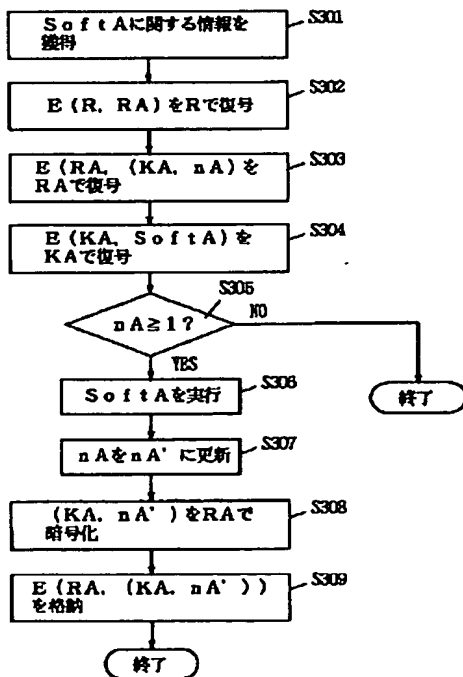 SoftAに関する情報を
獲得
S301
E(R, RA)をRで復号
S302
E(RA, (KA, nA)を
RAで復号
S303
E(KA, SoftA)を
KAで復号
S304
nA≧1?
S305
NO
YES
SoftAを実行
S306
終了
nAをnA'に更新
S307
(KA, nA')をRAで
暗号化
S308
E(RA, (KA, nA'))
を格納
S309
終了